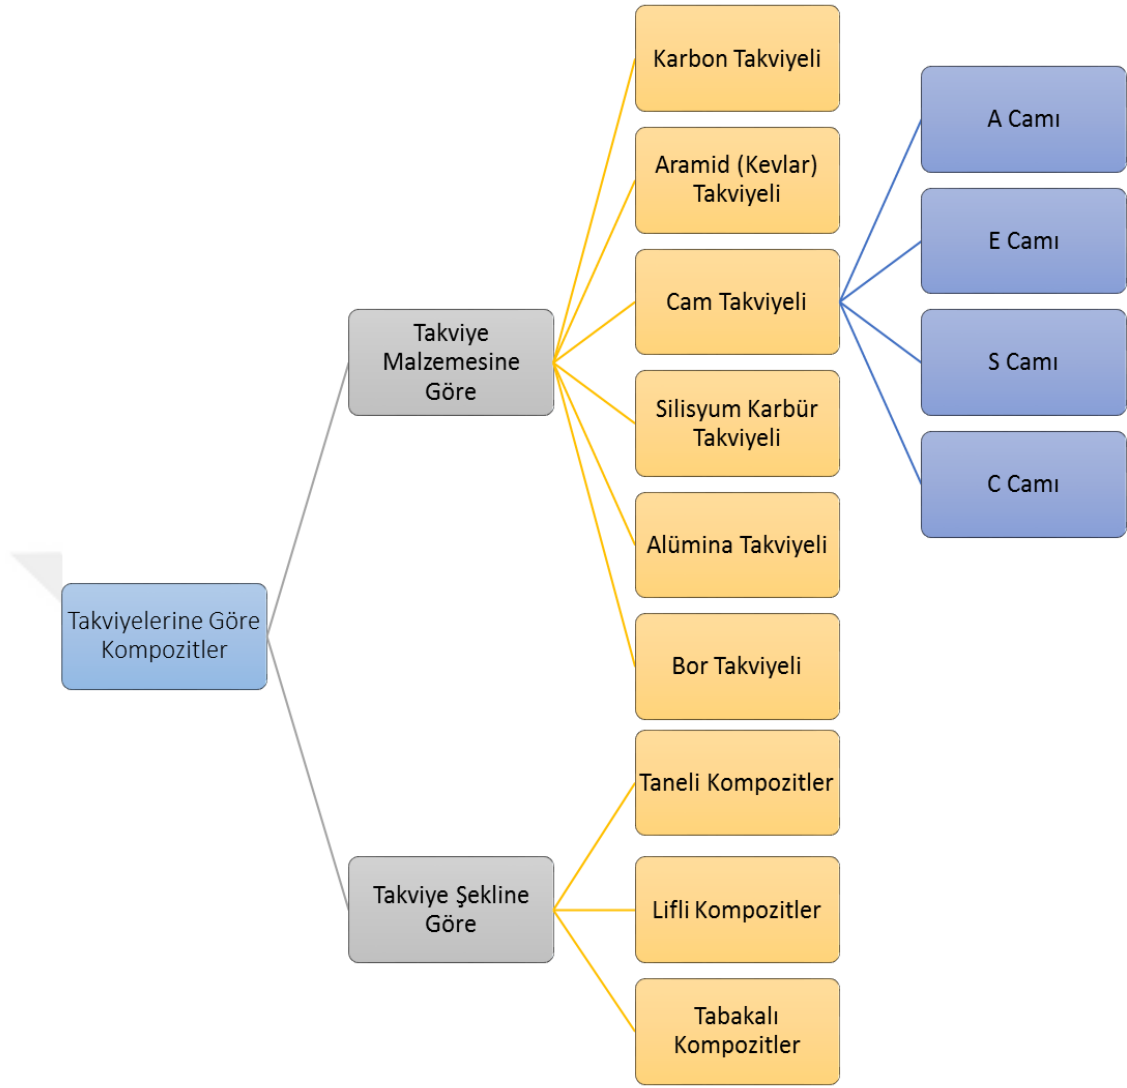 Takviyelerine Göre
Kompozitler
Takviye
Malzemesine
Göre
Karbon Takviyeli
Aramid (Kevlar)
Takviyeli
Cam Takviyeli
A Camı
E Camı
S Camı
C Camı
Silisyum Karbür
Takviyeli
Alümina Takviyeli
Bor Takviyeli
Takviye Şekline
Göre
Taneli Kompozitler
Lifli Kompozitler
Tabakalı
Kompozitler